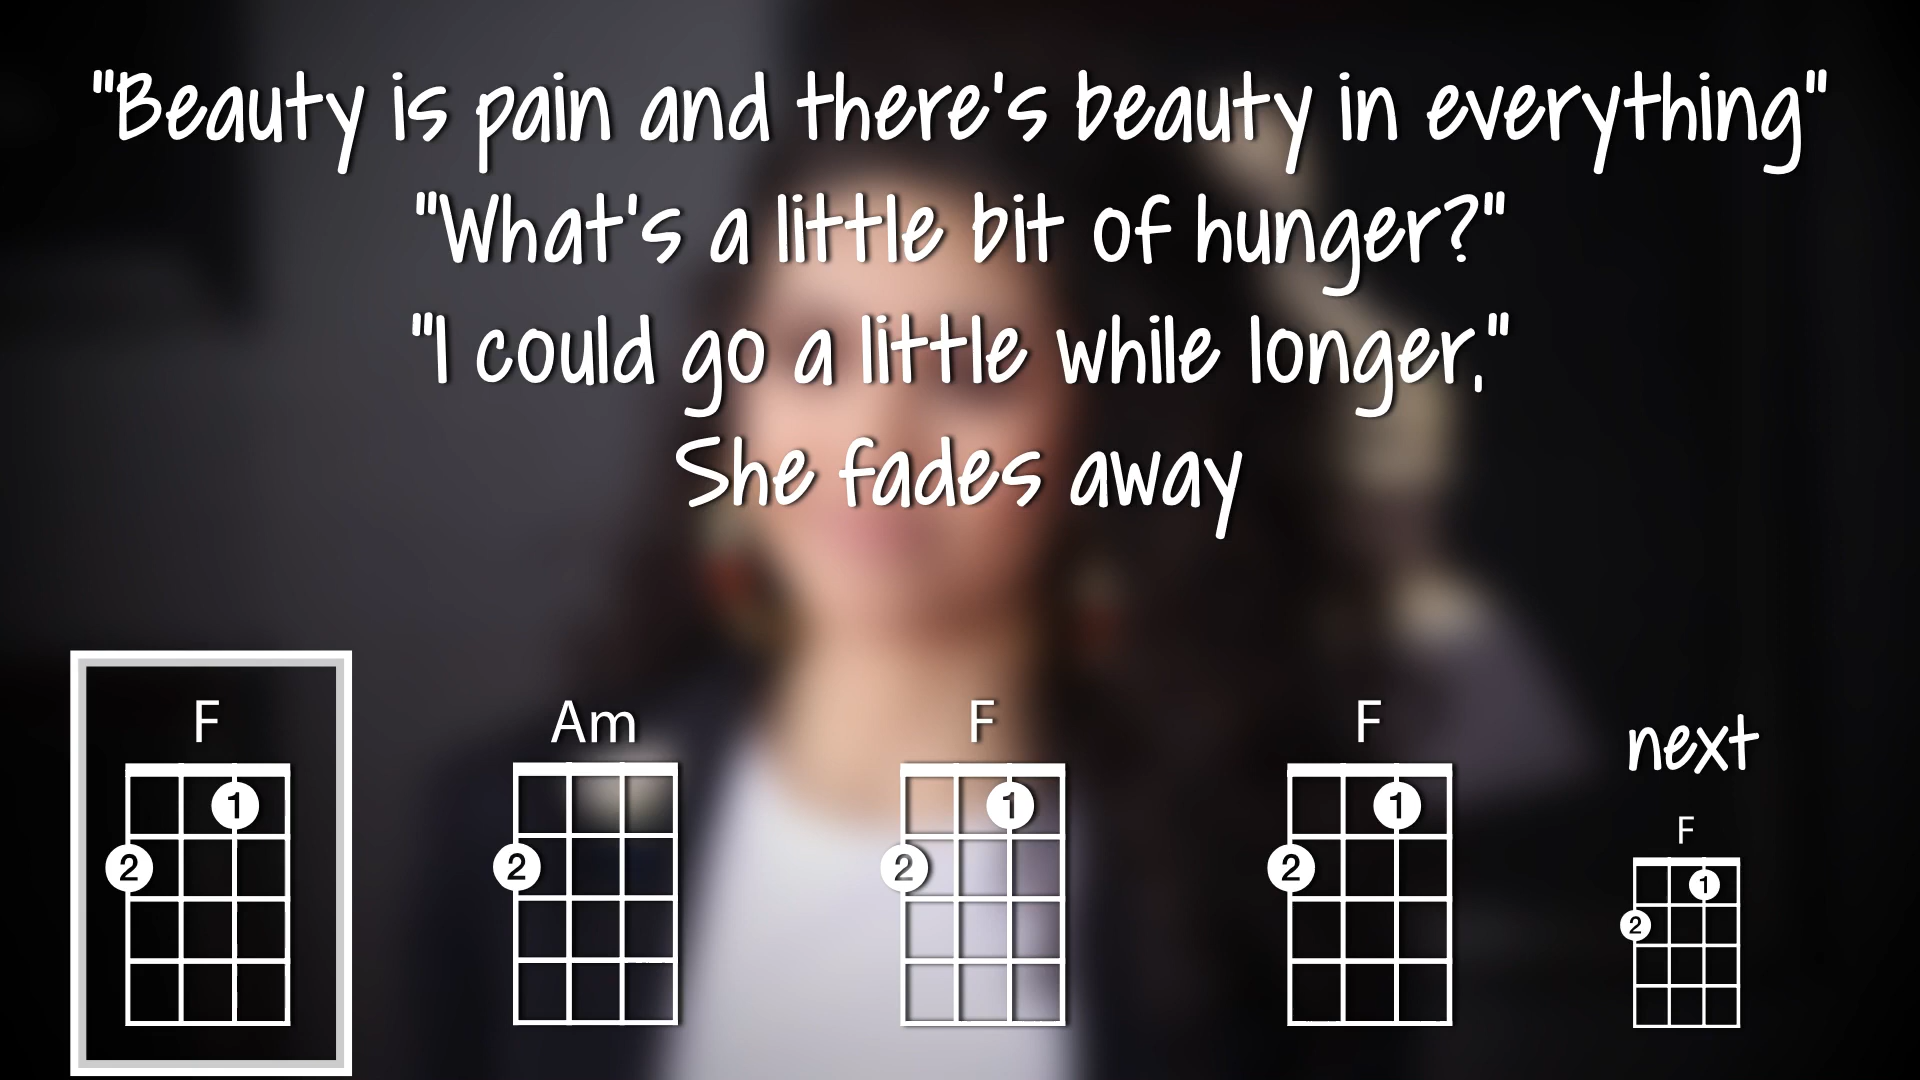 "Beauty is pain and there's beauty in everything"
"What's a little bit of hunger?"
"I could go a little while longer,"
She fades away
F Am F F next
F
1 1 1 1
2 2 2 2
1
2